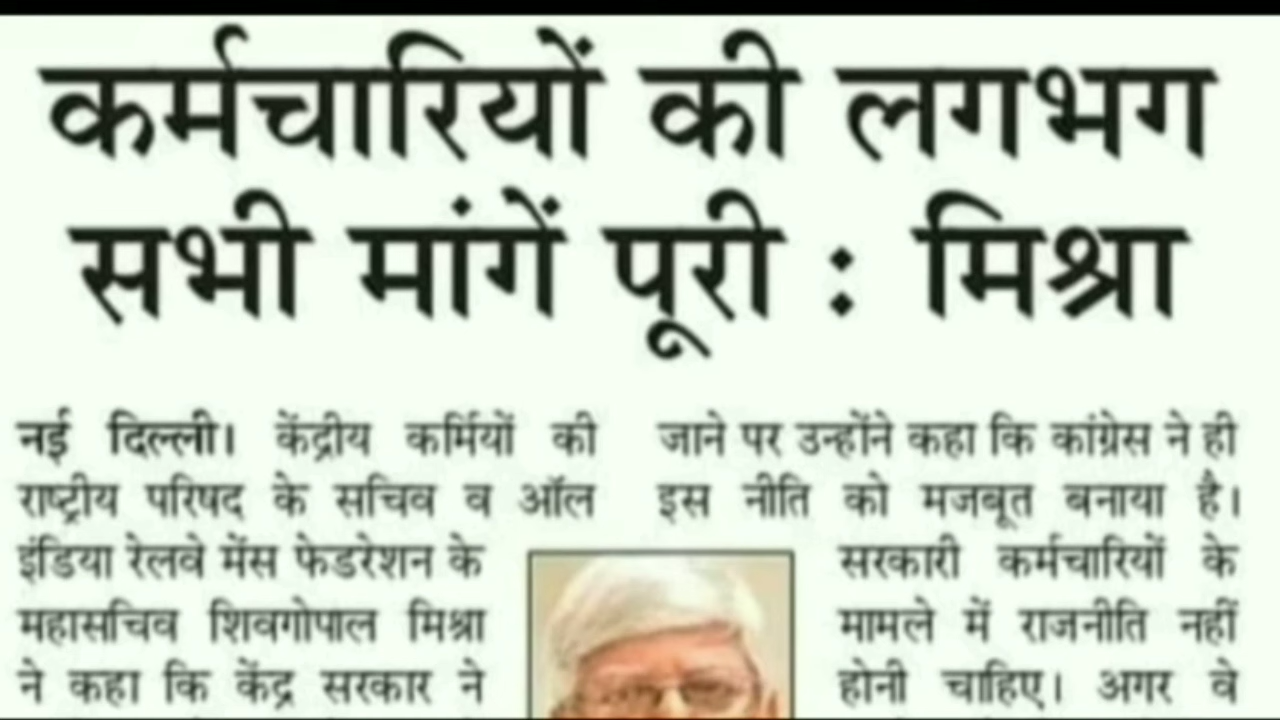 कर्मचारियों की लगभग
सभी मांगें पूरी : मिश्रा
नई दिल्ली। केंद्रीय कर्मियों की
राष्ट्रीय परिषद के सचिव व ऑल
इंडिया रेलवे मेंस फेडरेशन के
महासचिव शिवगोपाल मिश्रा
ने कहा कि केंद्र सरकार ने
जाने पर उन्होंने कहा कि कांग्रेस ने ही
इस नीति को मजबूत बनाया है।
सरकारी कर्मचारियों के
मामले में राजनीति नहीं
होनी चाहिए। अगर वे